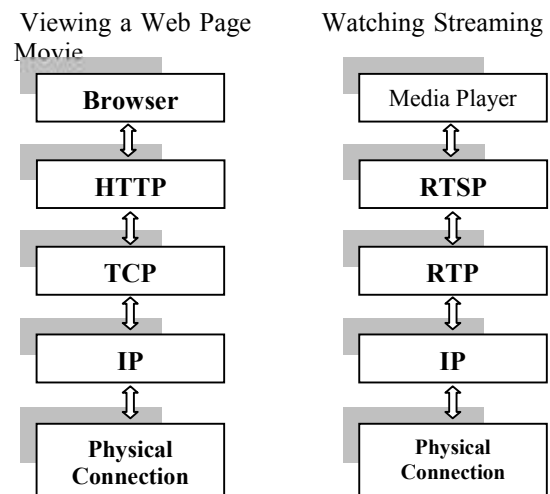 Viewing a Web Page
Movie
Browser
HTTP
TCP
IP
Physical
Connection
Watching Streaming
Media Player
RTSP
RTP
IP
Physical
Connection